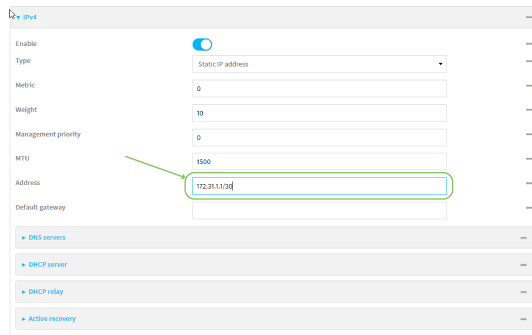 IPv4
Enable
Type Static IP address
Metric 0
Weight 10
Management priority 0
MTU 1500
Address 172.31.1.1/30
Default gateway
DNS servers
DHCP server
DHCP relay
Active recovery